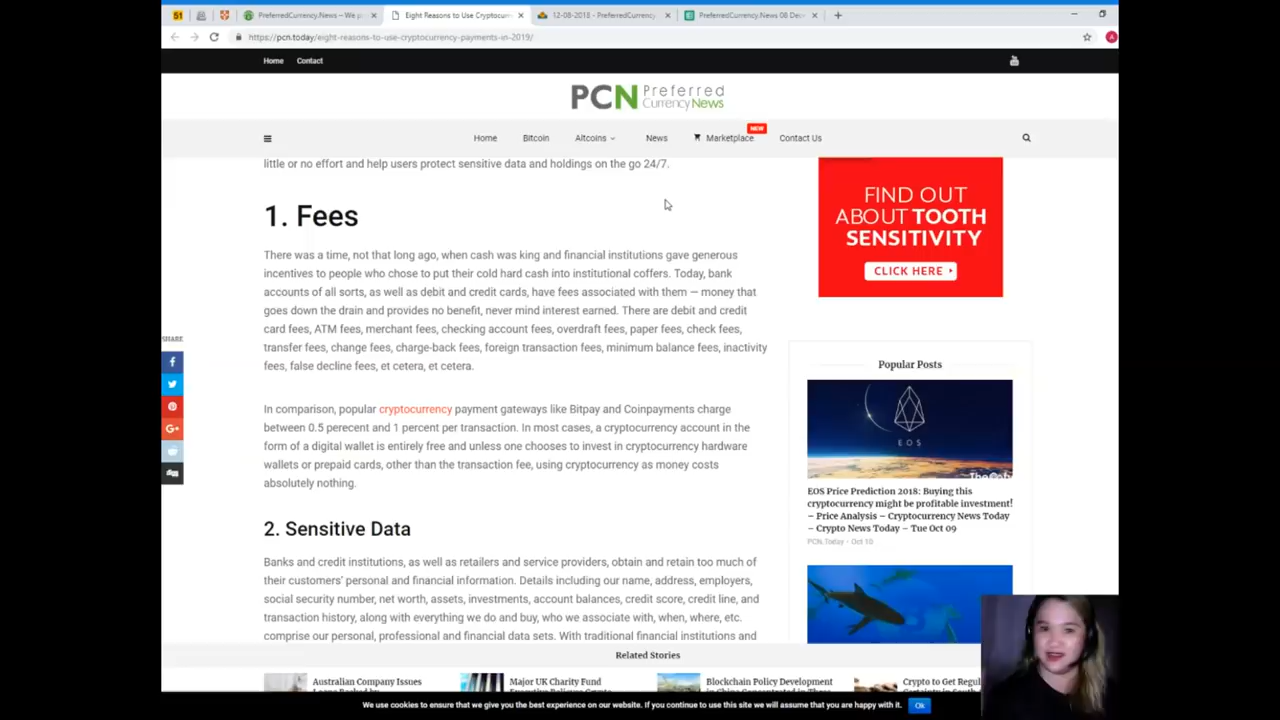 51
PreferredCurrency.News – We p
Eight Reasons to Use Cryptocurr
12-08-2018 - PreferredCurrency
PreferredCurrency.News 08 Dec
https://pcn.today/eight-reasons-to-use-cryptocurrency-payments-in-2019/
Home Contact
PCN Preferred
Currency News
Home Bitcoin Altcoins News Marketplace NEW Contact Us
little or no effort and help users protect sensitive data and holdings on the go 24/7.
1. Fees
There was a time, not that long ago, when cash was king and financial institutions gave generous
incentives to people who chose to put their cold hard cash into institutional coffers. Today, bank
accounts of all sorts, as well as debit and credit cards, have fees associated with them — money that
goes down the drain and provides no benefit, never mind interest earned. There are debit and credit
card fees, ATM fees, merchant fees, checking account fees, overdraft fees, paper fees, check fees,
transfer fees, change fees, charge-back fees, foreign transaction fees, minimum balance fees, inactivity
fees, false decline fees, et cetera, et cetera.
In comparison, popular cryptocurrency payment gateways like Bitpay and Coinpayments charge
between 0.5 perecent and 1 percent per transaction. In most cases, a cryptocurrency account in the
form of a digital wallet is entirely free and unless one chooses to invest in cryptocurrency hardware
wallets or prepaid cards, other than the transaction fee, using cryptocurrency as money costs
absolutely nothing.
2. Sensitive Data
Banks and credit institutions, as well as retailers and service providers, obtain and retain too much of
their customers' personal and financial information. Details including our name, address, employers,
social security number, net worth, assets, investments, account balances, credit score, credit line, and
transaction history, along with everything we do and buy, who we associate with, when, where, etc.
comprise our personal, professional and financial data sets. With traditional financial institutions and
SHARE
FIND OUT
ABOUT TOOTH
SENSITIVITY
CLICK HERE
Popular Posts
EOS
EOS Price Prediction 2018: Buying this
cryptocurrency might be profitable investment!
– Price Analysis – Cryptocurrency News Today
– Crypto News Today – Tue Oct 09
PCN.Today - Oct 10
Related Stories
Australian Company Issues
Major UK Charity Fund
Blockchain Policy Development
Crypto to Get Regul
We use cookies to ensure that we give you the best experience on our website. If you continue to use this site we will assume that you are happy with it. Ok